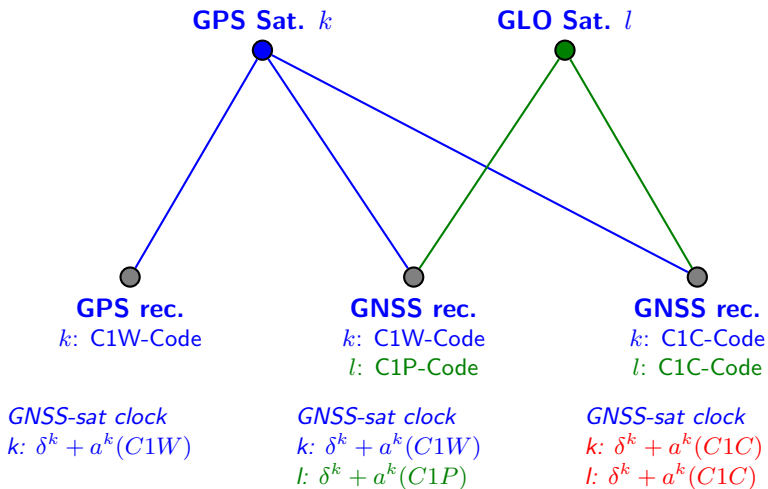 GPS Sat. k
GLO Sat. l
GPS rec.
k: C1W-Code
GNSS rec.
k: C1W-Code
l: C1P-Code
GNSS rec.
k: C1C-Code
l: C1C-Code
GNSS-sat clock
k: δ^k + a^k(C1W)
GNSS-sat clock
k: δ^k + a^k(C1W)
l: δ^k + a^k(C1P)
GNSS-sat clock
k: δ^k + a^k(C1C)
l: δ^k + a^k(C1C)